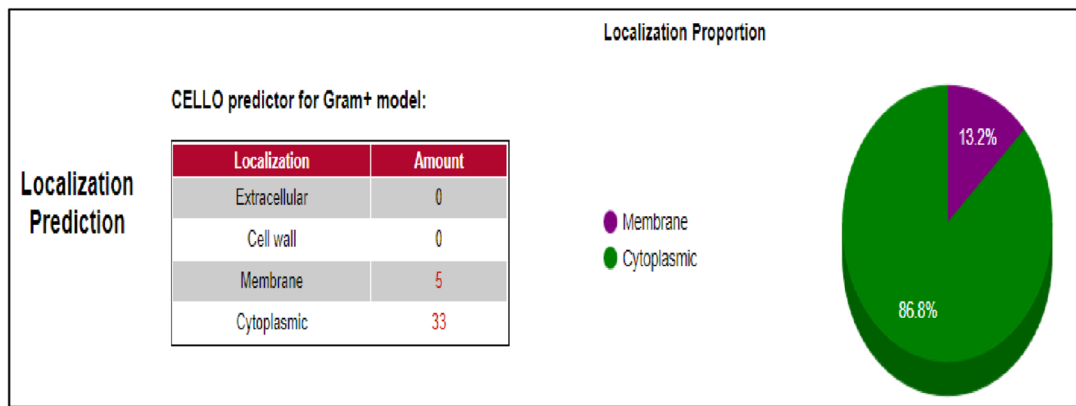 Localization
Prediction
CELLO predictor for Gram+ model:
Localization Amount
Extracellular 0
Cell wall 0
Membrane 5
Cytoplasmic 33
Localization Proportion
Membrane
Cytoplasmic
13.2%
86.8%